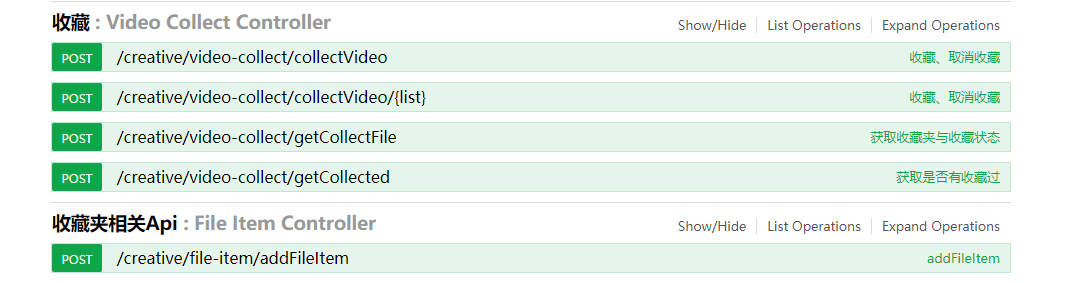 收藏 : Video Collect Controller Show/Hide List Operations Expand Operations
POST /creative/video-collect/collectVideo 收藏、取消收藏
POST /creative/video-collect/collectVideo/{list} 收藏、取消收藏
POST /creative/video-collect/getCollectFile 获取收藏夹与收藏状态
POST /creative/video-collect/getCollected 获取是否有收藏过
收藏夹相关Api : File Item Controller Show/Hide List Operations Expand Operations
POST /creative/file-item/addFileItem addFileItem